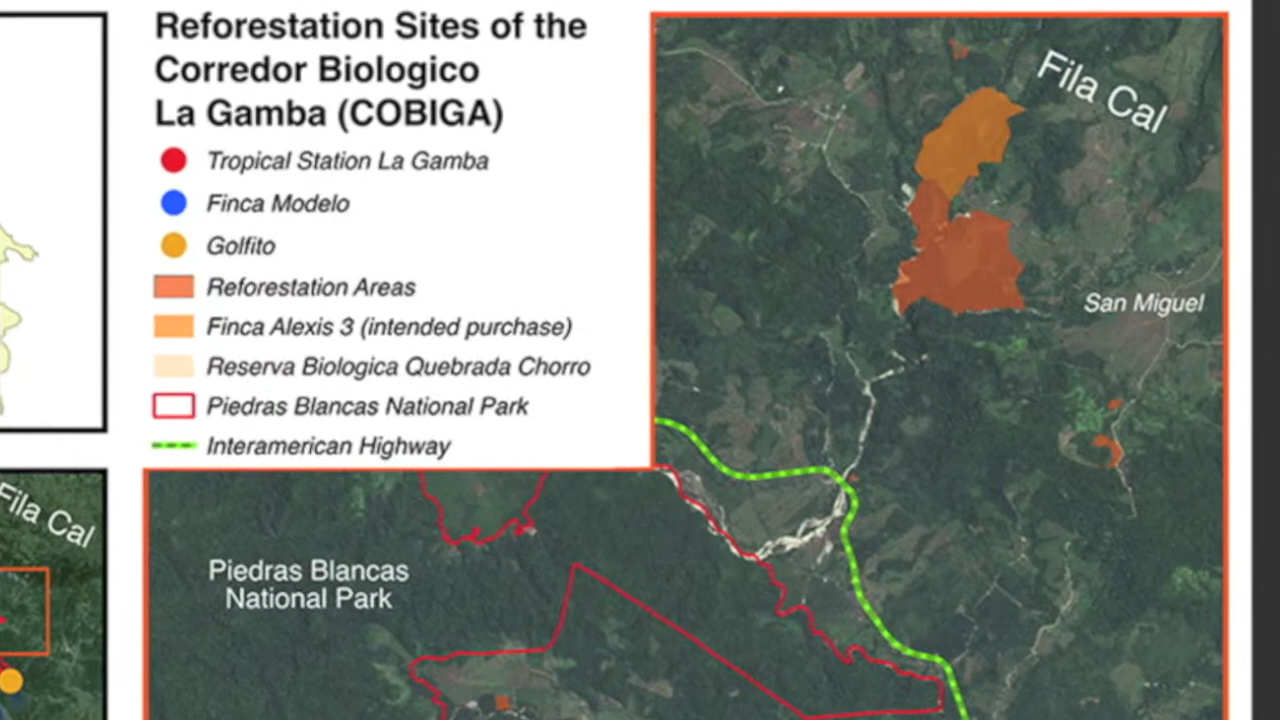 Reforestation Sites of the
Corredor Biologico
La Gamba (COBIGA)
Tropical Station La Gamba
Finca Modelo
Golfito
Reforestation Areas
Finca Alexis 3 (intended purchase)
Reserva Biologica Quebrada Chorro
Piedras Blancas National Park
Interamerican Highway
Fila Cal
San Miguel
Fila Cal
Piedras Blancas
National Park